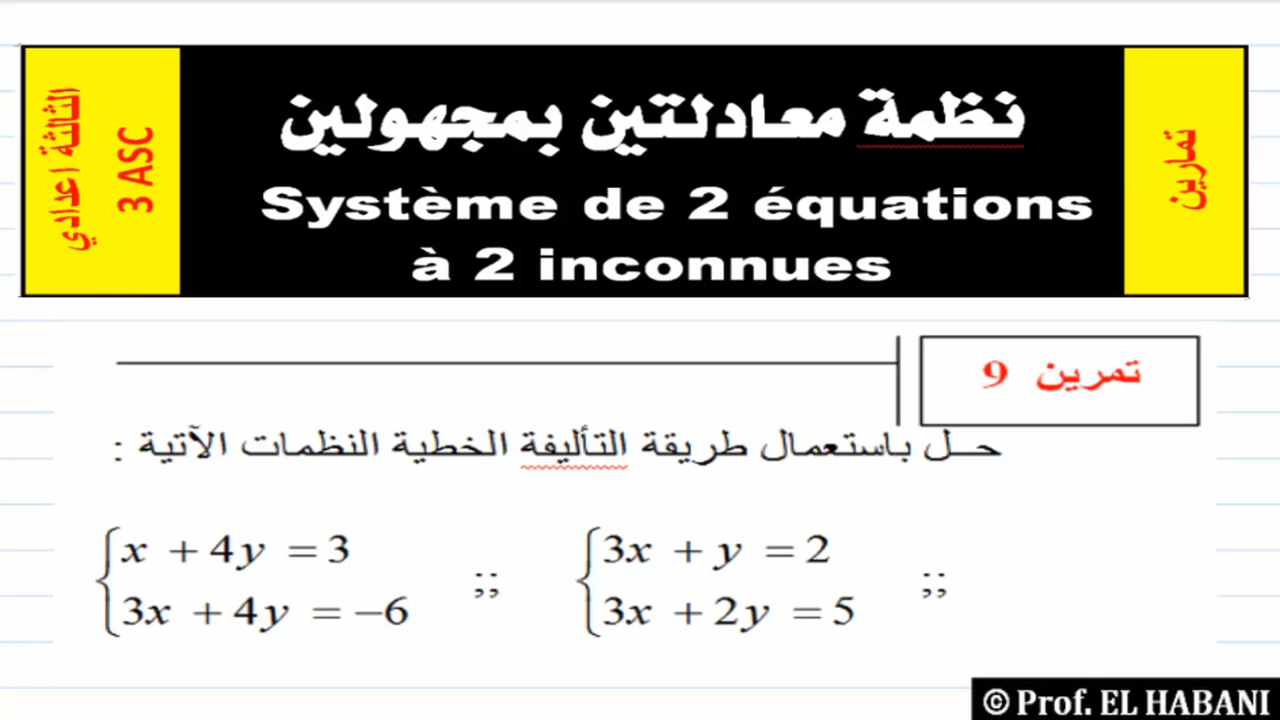 الثالثة اعدادي
3 ASC
نظمة معادلتين بمجهولين
Système de 2 équations
à 2 inconnues
تمارين
تمرين 9
حـل باستعمال طريقة التأليفة الخطية النظمات الآتية :
x + 4y = 3
3x + 4y = −6
;;
3x + y = 2
3x + 2y = 5
;;
© Prof. EL HABANI